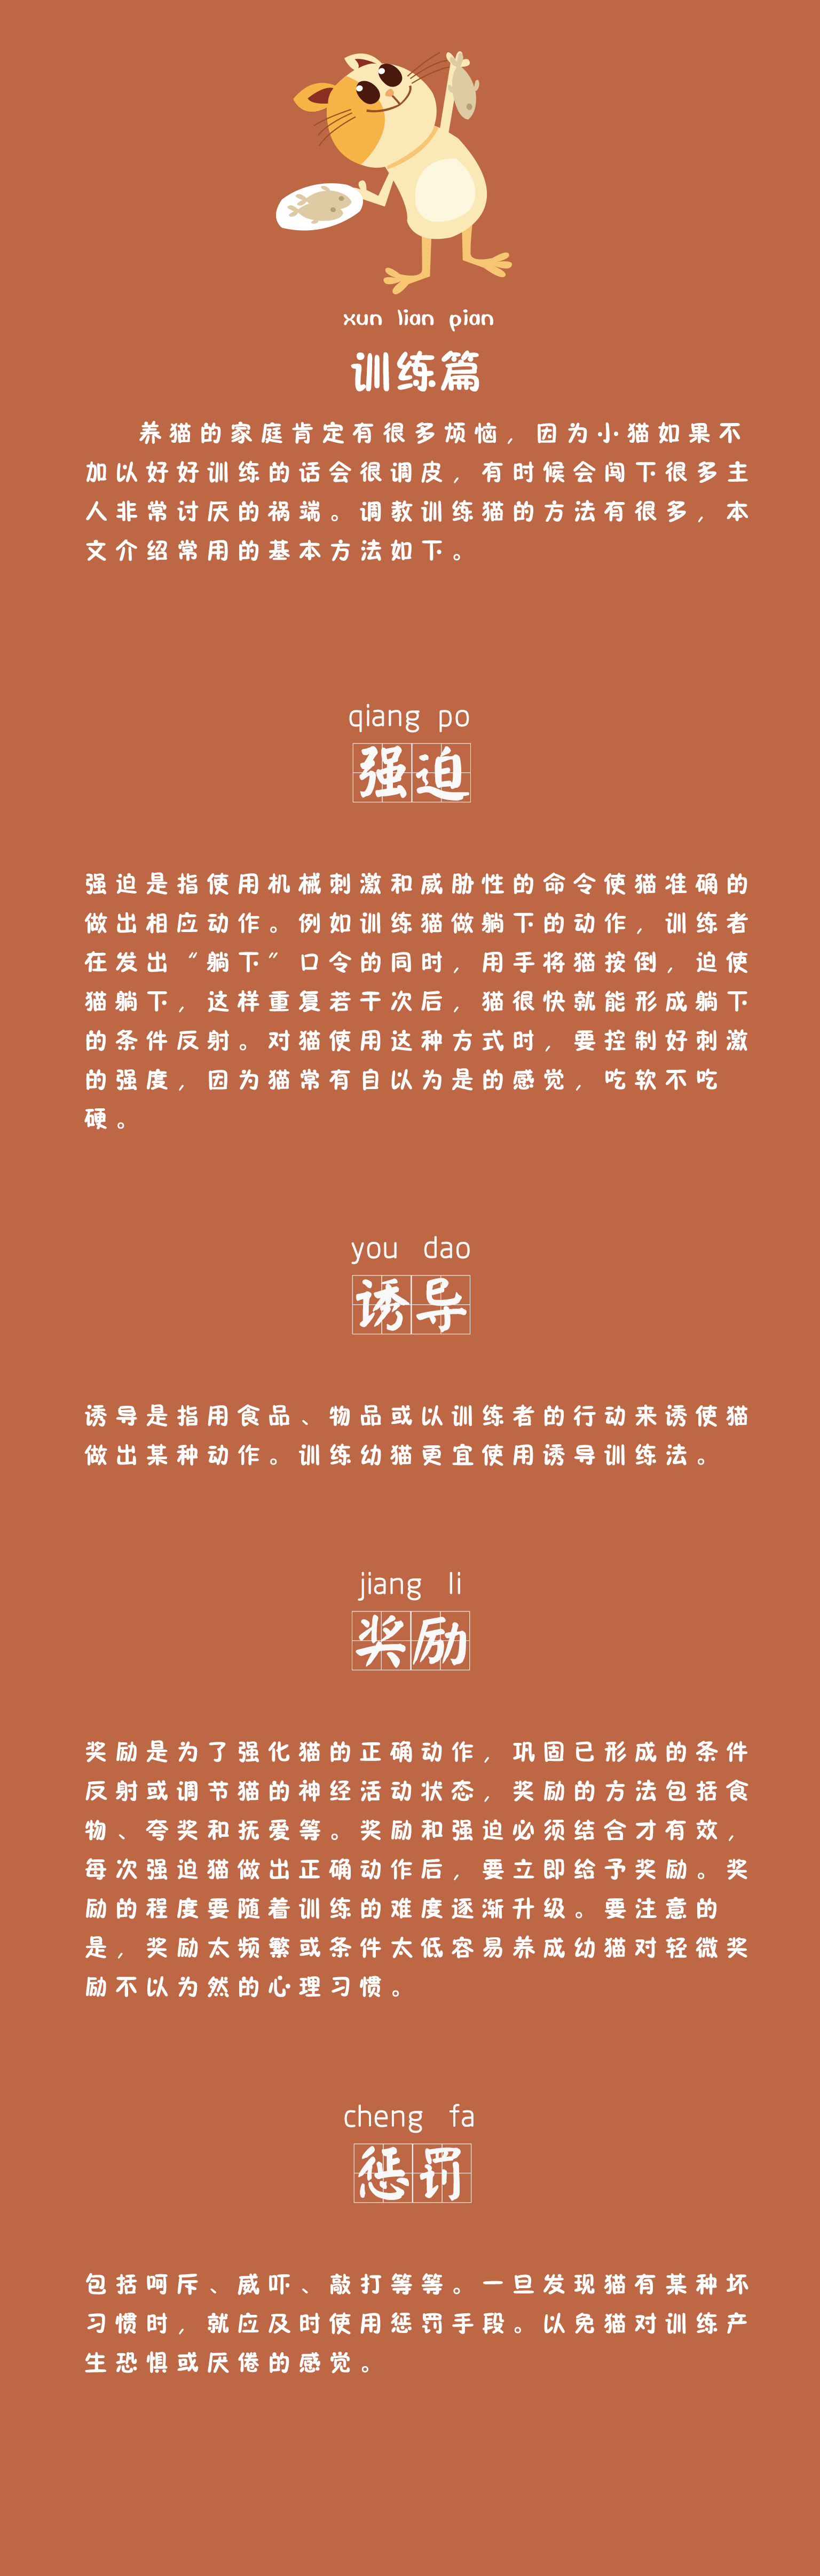 xun lian pian
训练篇
养猫的家庭肯定有很多烦恼，因为小猫如果不
加以好好训练的话会很调皮，有时候会闯下很多主
人非常讨厌的祸端。调教训练猫的方法有很多，本
文介绍常用的基本方法如下。
qiang po
强迫
强迫是指使用机械刺激和威胁性的命令使猫准确的
做出相应动作。例如训练猫做躺下的动作，训练者
在发出“躺下”口令的同时，用手将猫按倒，迫使
猫躺下，这样重复若干次后，猫很快就能形成躺下
的条件反射。对猫使用这种方式时，要控制好刺激
的强度，因为猫常有自以为是的感觉，吃软不吃
硬。
you dao
诱导
诱导是指用食品、物品或以训练者的行动来诱使猫
做出某种动作。训练幼猫更宜使用诱导训练法。
jiang li
奖励
奖励是为了强化猫的正确动作，巩固已形成的条件
反射或调节猫的神经活动状态，奖励的方法包括食
物、夸奖和抚爱等。奖励和强迫必须结合才有效，
每次强迫猫做出正确动作后，要立即给予奖励。奖
励的程度要随着训练的难度逐渐升级。要注意的
是，奖励太频繁或条件太低容易养成幼猫对轻微奖
励不以为然的心理习惯。
cheng fa
惩罚
包括呵斥、威吓、敲打等等。一旦发现猫有某种坏
习惯时，就应及时使用惩罚手段。以免猫对训练产
生恐惧或厌倦的感觉。